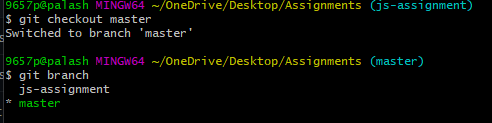 9657p@palash MINGW64 ~/OneDrive/Desktop/Assignments (js-assignment)
$ git checkout master
Switched to branch 'master'
9657p@palash MINGW64 ~/OneDrive/Desktop/Assignments (master)
$ git branch
  js-assignment
* master